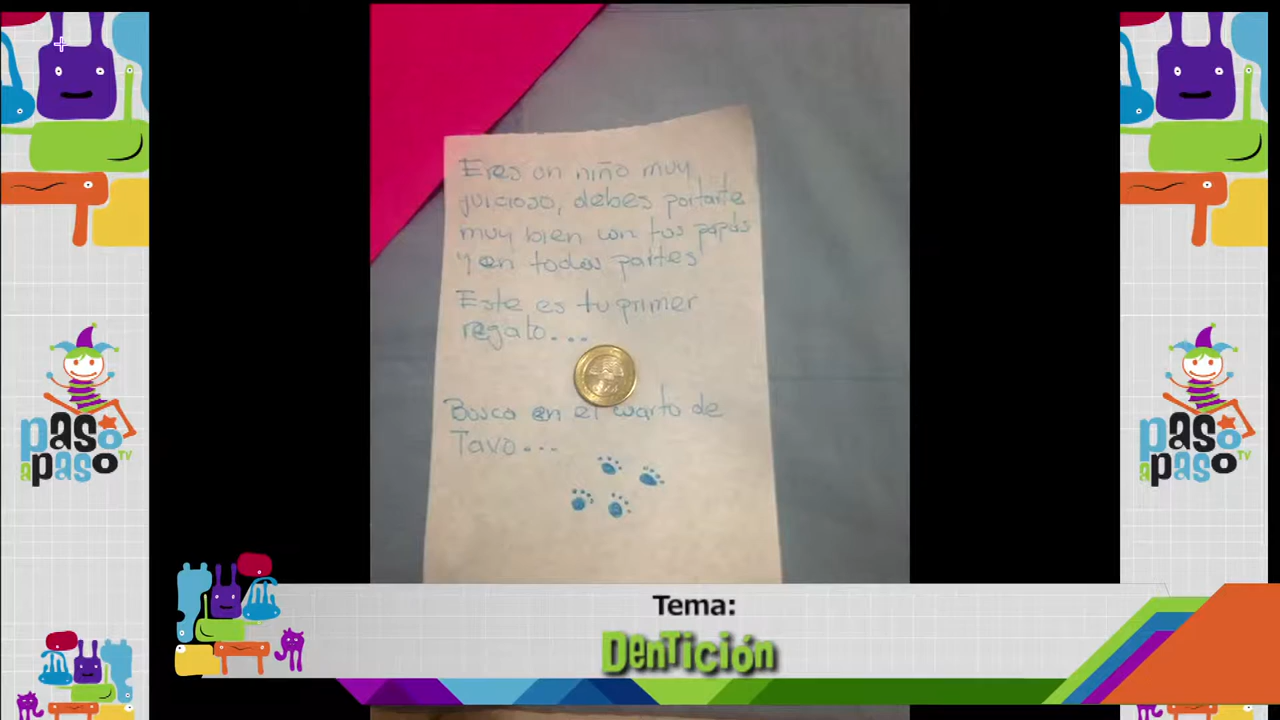 Eres un niño muy
juicioso, debes portarte
muy bien con tus papás
y en todas partes
Este es tu primer
regalo...
Busca en el cuarto de
Tavo...
paso
a paso TV
paso
a paso TV
Tema:
Dentición